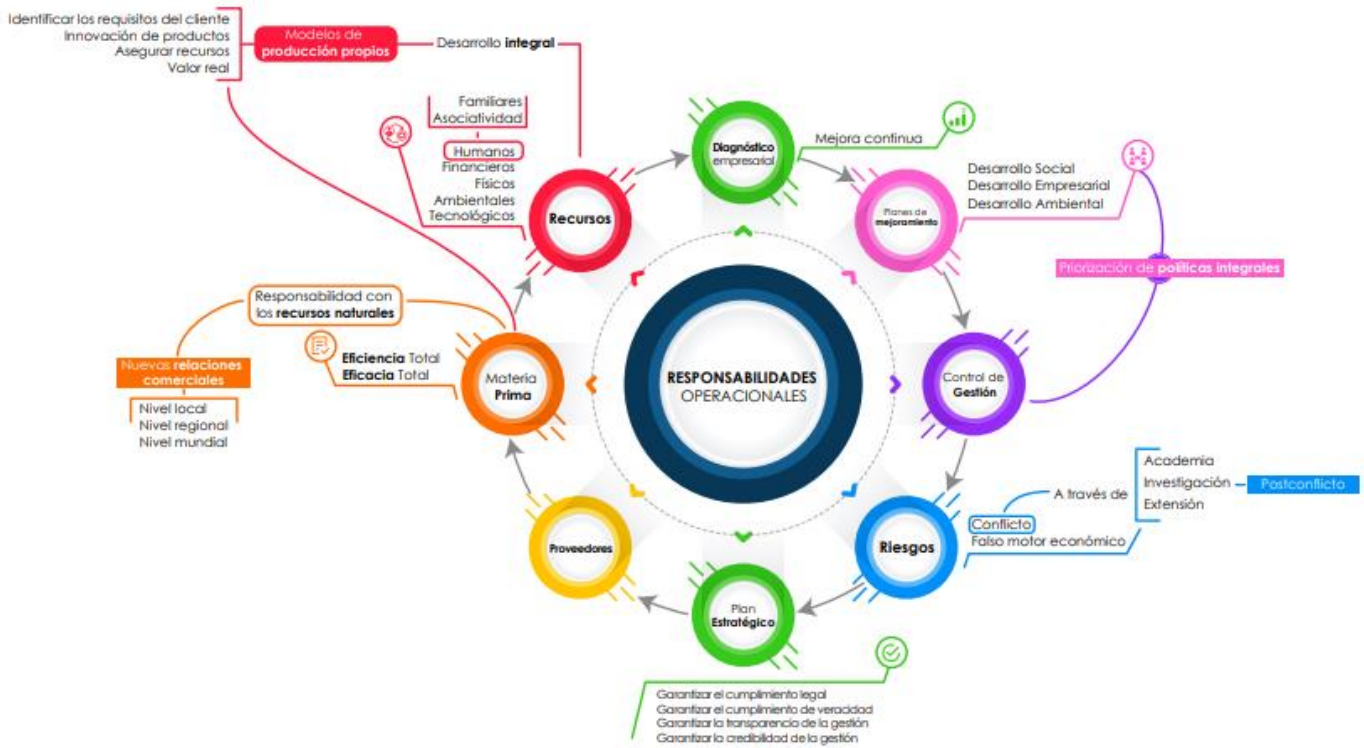 Identificar los requisitos del cliente
Innovación de productos
Asegurar recursos
Valor real
Modelos de
producción propios
Desarrollo integral
Familiares
Asociatividad
Humanos
Financieros
Físicos
Ambientales
Tecnológicos
Recursos
Diagnóstico
empresarial
Mejora continua
Planes de
mejoramiento
Desarrollo Social
Desarrollo Empresarial
Desarrollo Ambiental
Priorización de políticas integrales
Responsabilidad con
los recursos naturales
Nuevas relaciones
comerciales
Nivel local
Nivel regional
Nivel mundial
Eficiencia Total
Eficacia Total
Materia
Prima
RESPONSABILIDADES
OPERACIONALES
Control de
Gestión
Riesgos
Conflicto
Falso motor económico
A través de
Academia
Investigación
Extensión
Postconflicto
Proveedores
Plan
Estratégico
Garantizar el cumplimiento legal
Garantizar el cumplimiento de veracidad
Garantizar la transparencia de la gestión
Garantizar la credibilidad de la gestión